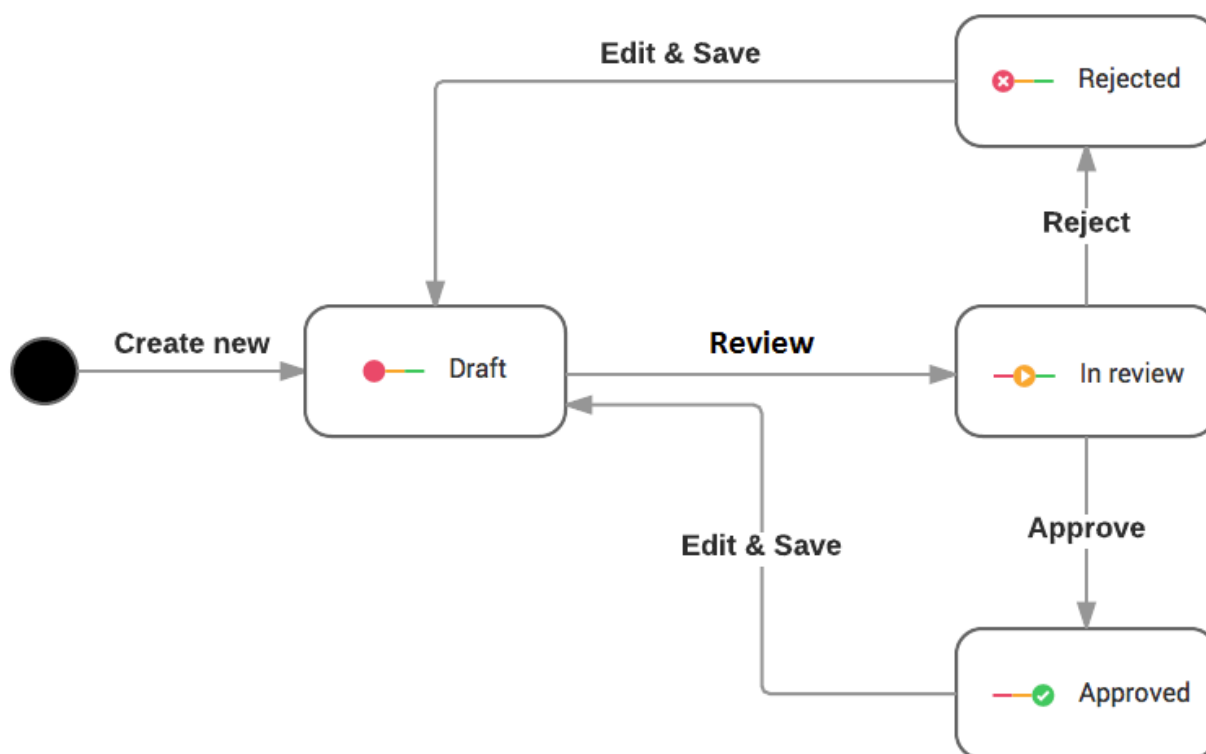 Edit & Save
Rejected
Reject
Create new
Draft
Review
In review
Edit & Save
Approve
Approved